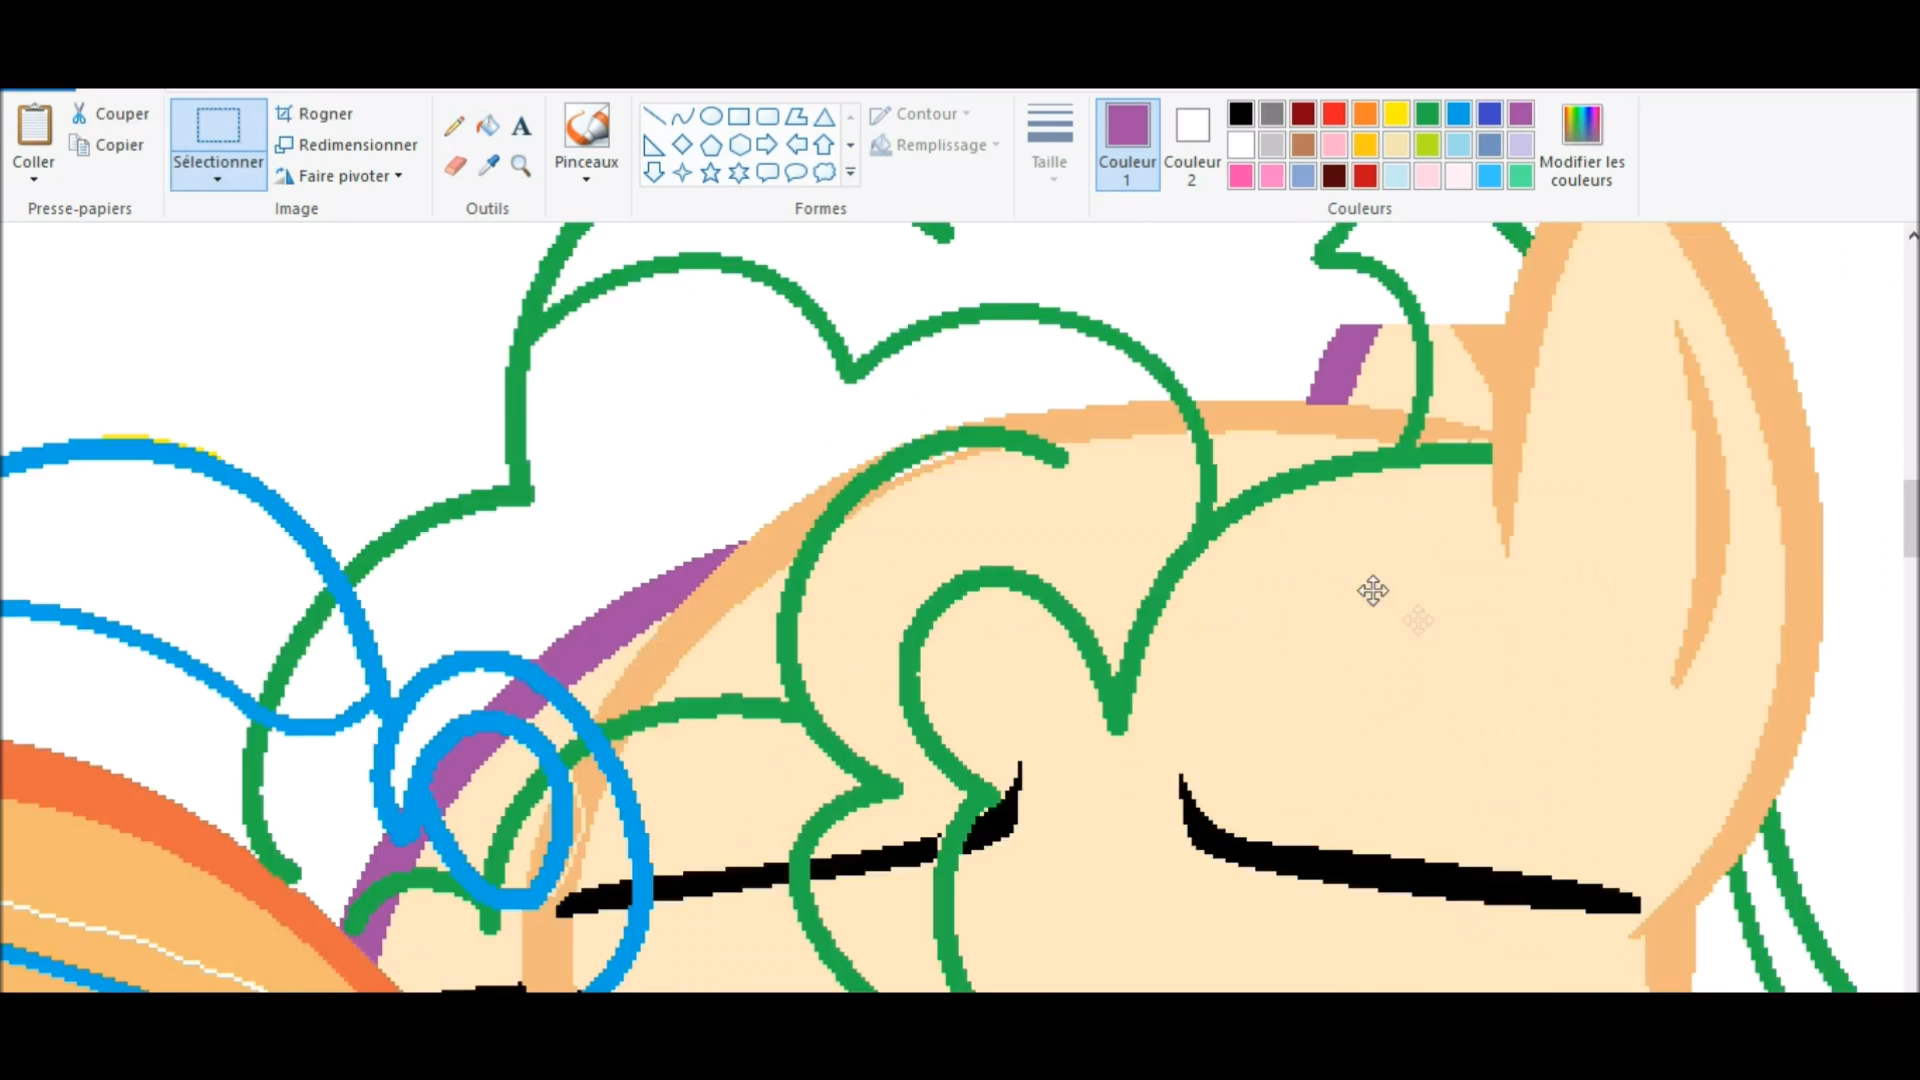 Couper
Copier
Coller
Presse-papiers
Sélectionner
Rogner
Redimensionner
Faire pivoter
Image
A
Outils
Pinceaux
Formes
Contour
Remplissage
Taille
Couleur
1
Couleur
2
Modifier les
couleurs
Couleurs